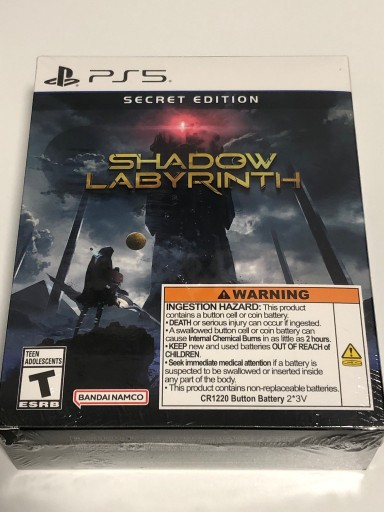 PS5
SECRET EDITION
SHADOW
LABYRINTH
WARNING
INGESTION HAZARD: This product
contains a button cell or coin battery.
• DEATH or serious injury can occur if ingested.
• A swallowed button cell or coin battery can
cause Internal Chemical Burns in as little as 2 hours.
• KEEP new and used batteries OUT OF REACH of
CHILDREN.
• Seek immediate medical attention if a battery is
suspected to be swallowed or inserted inside
any part of the body.
• This product contains non-replaceable batteries.
CR1220 Button Battery 2*3V
TEEN
ADOLESCENTS
T
ESRB
BANDAI NAMCO